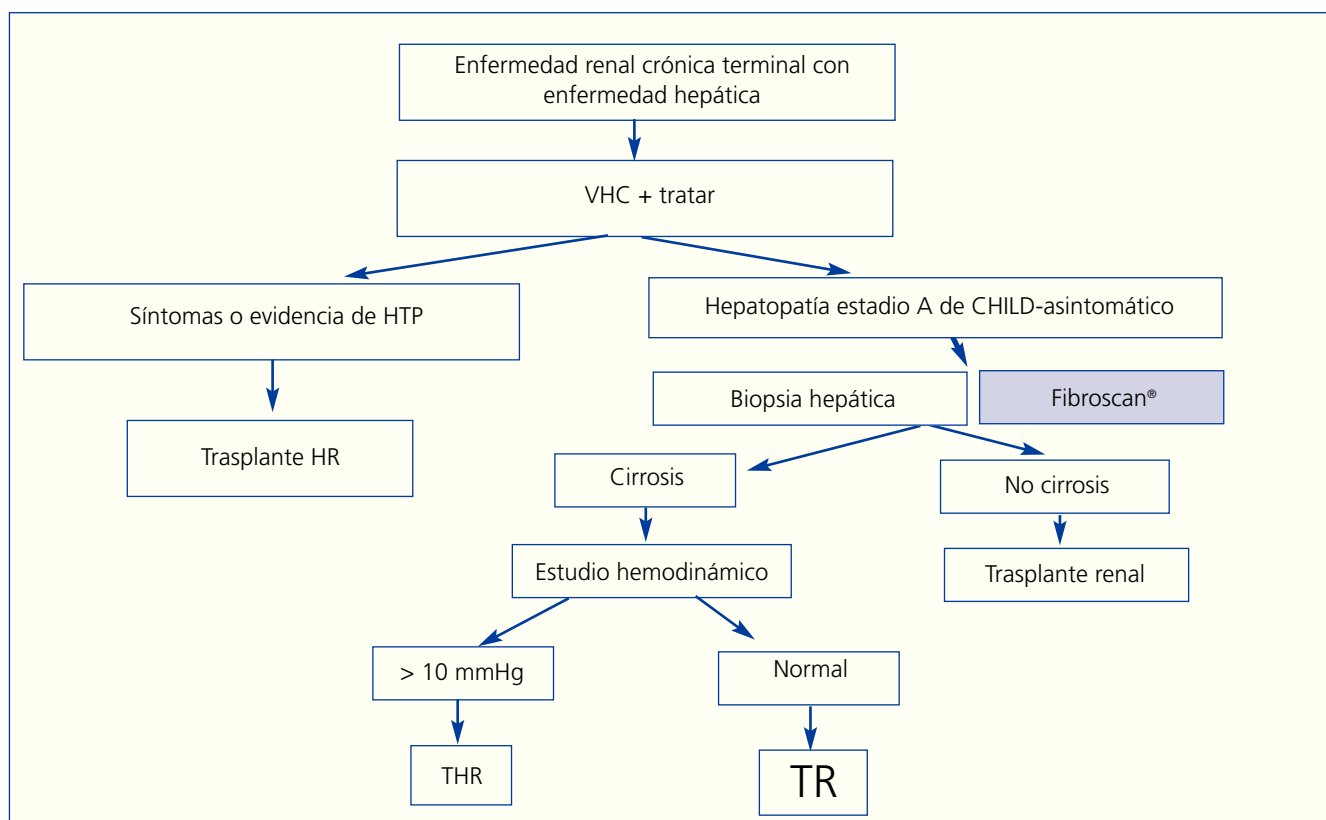 Enfermedad renal crónica terminal con
enfermedad hepática
VHC + tratar
Síntomas o evidencia de HTP
Hepatopatía estadio A de CHILD-asintomático
Biopsia hepática
Fibroscan®
Trasplante HR
Cirrosis
No cirrosis
Estudio hemodinámico
Trasplante renal
> 10 mmHg
Normal
THR
TR